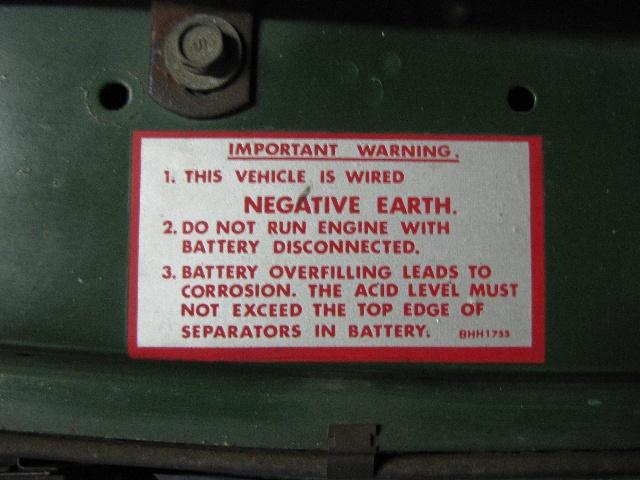 IMPORTANT WARNING.
1. THIS VEHICLE IS WIRED
NEGATIVE EARTH.
2. DO NOT RUN ENGINE WITH
BATTERY DISCONNECTED.
3. BATTERY OVERFILLING LEADS TO
CORROSION. THE ACID LEVEL MUST
NOT EXCEED THE TOP EDGE OF
SEPARATORS IN BATTERY. BHH1733